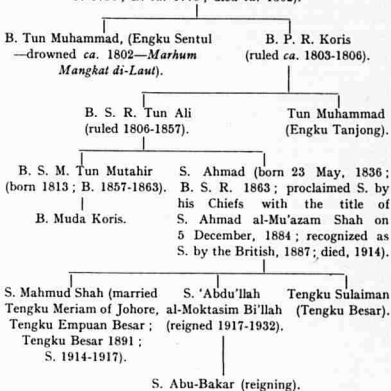 B. Tun Muhammad, (Engku Sentul
—drowned ca. 1802—Marhum
Mangkat di-Laut).
B. P. R. Koris
(ruled ca. 1803-1806).
B. S. R. Tun Ali
(ruled 1806-1857).
Tun Muhammad
(Engku Tanjong).
B. S. M. Tun Mutahir
(born 1813 ; B. 1857-1863).
B. Muda Koris.
S. Ahmad (born 23 May, 1836 ;
B. S. R. 1863 ; proclaimed S. by
his Chiefs with the title of
S. Ahmad al-Mu'azam Shah on
5 December, 1884 ; recognized as
S. by the British, 1887 ; died, 1914).
S. Mahmud Shah (married
Tengku Meriam of Johore,
Tengku Empuan Besar ;
Tengku Besar 1891 ;
S. 1914-1917).
S. 'Abdu'llah
al-Moktasim Bi'llah
(reigned 1917-1932).
Tengku Sulaiman
(Tengku Besar).
S. Abu-Bakar (reigning).